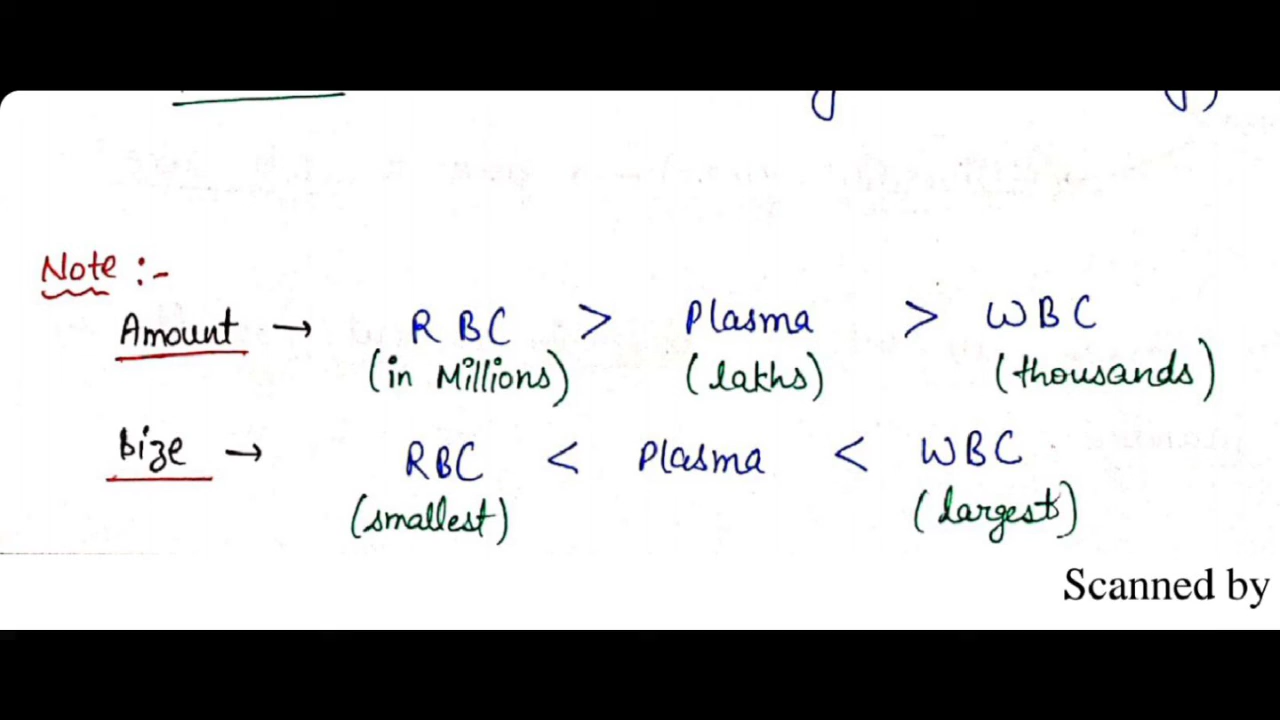 Note :-
Amount → RBC > Plasma > WBC
(in Millions) (lakhs) (thousands)
Size → RBC < Plasma < WBC
(smallest) (largest)
Scanned by